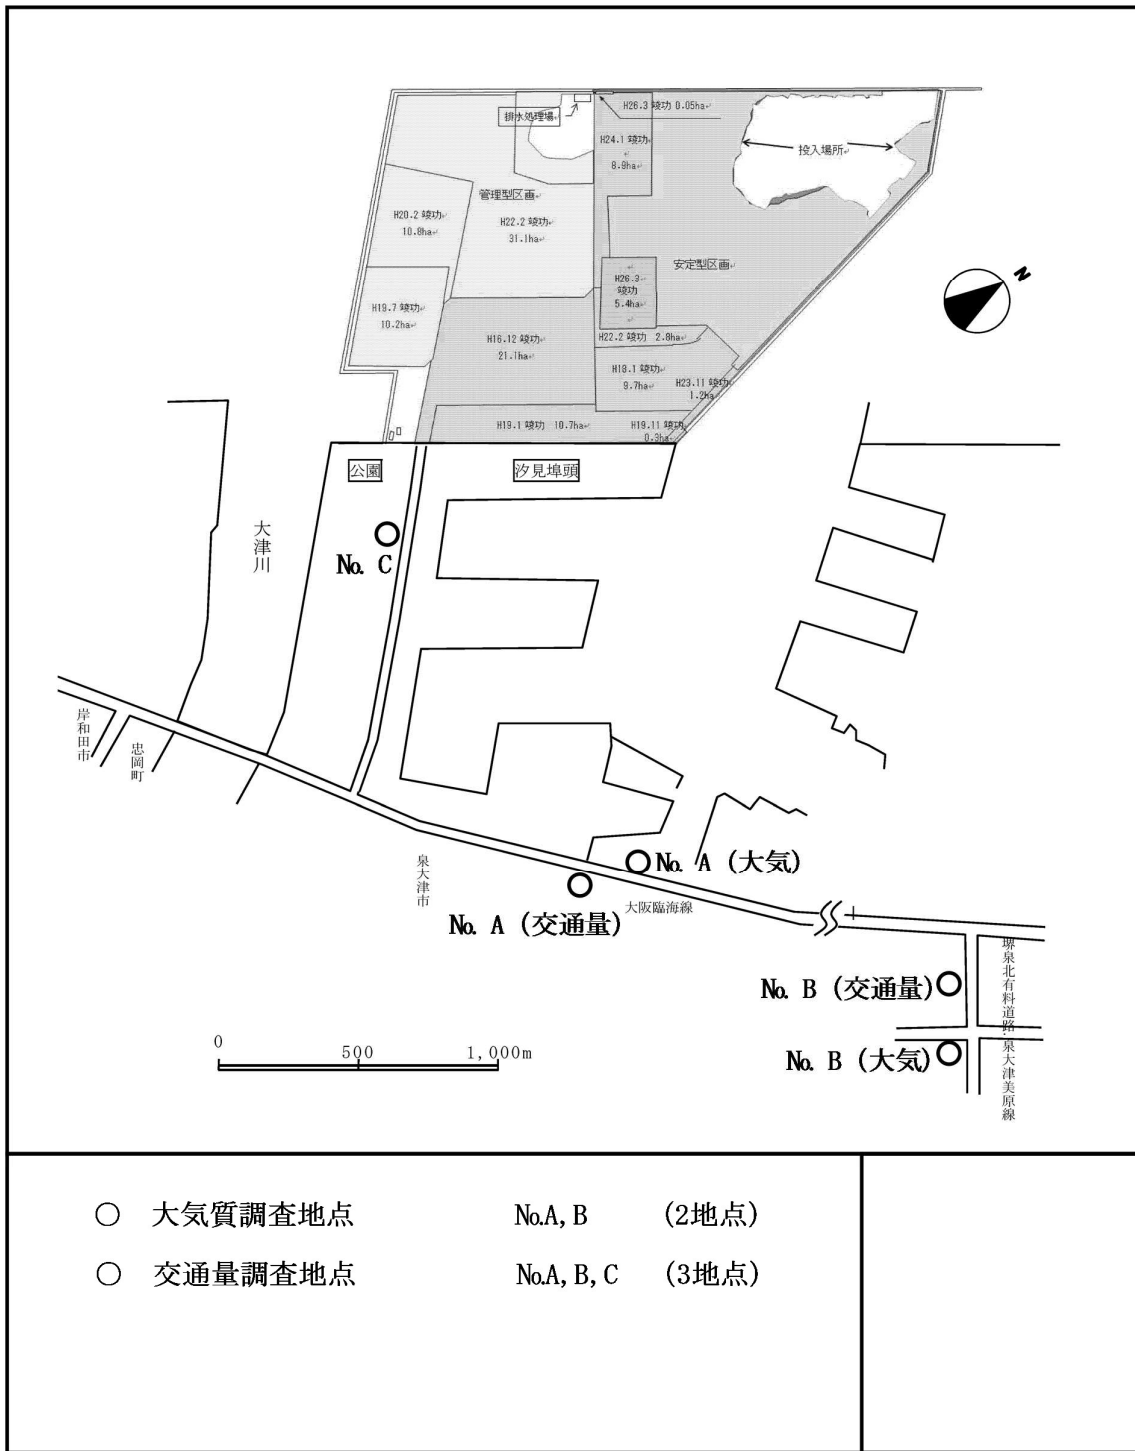 H26.3 竣功 0.05ha
排水処理場
H24.1 竣功
8.9ha
投入場所
管理型区画
H20.2 竣功
10.8ha
H22.2 竣功
31.1ha
安定型区画
H26.3
竣功
5.4ha
N
H19.7 竣功
10.2ha
H16.12 竣功
21.1ha
H22.2 竣功 2.8ha
H18.1 竣功
9.7ha
H23.11 竣功
1.2ha
H19.1 竣功 10.7ha
H19.11 竣功
0.3ha
公園
汐見埠頭
大津川
No. C
岸和田市
忠岡町
泉大津市
No. A (大気)
大阪臨海線
No. A (交通量)
No. B (交通量)
堺泉北有料道路・泉大津美原線
No. B (大気)
0
500
1,000m
○ 大気質調査地点 No.A, B (2地点)
○ 交通量調査地点 No.A, B, C (3地点)